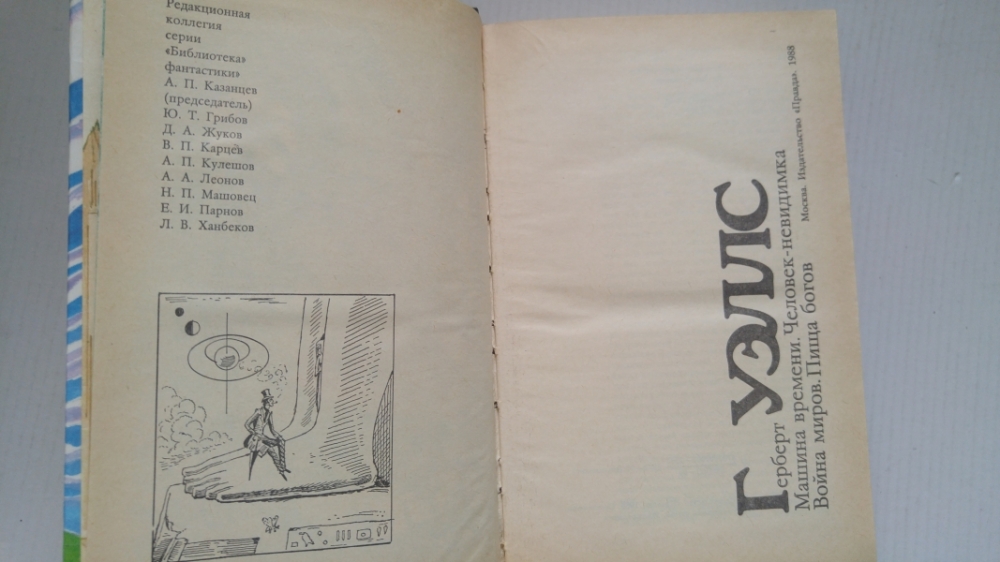 Редакционная
коллегия
серии
«Библиотека
фантастики»
А. П. Казанцев
(председатель)
Ю. Т. Грибов
Д. А. Жуков
В. П. Карцев
А. П. Кулешов
А. А. Леонов
Н. П. Машовец
Е. И. Парнов
Л. В. Ханбеков
Герберт УЭЛЛС
Машина времени. Человек-невидимка
Война миров. Пища богов
Москва. Издательство «Правда». 1988